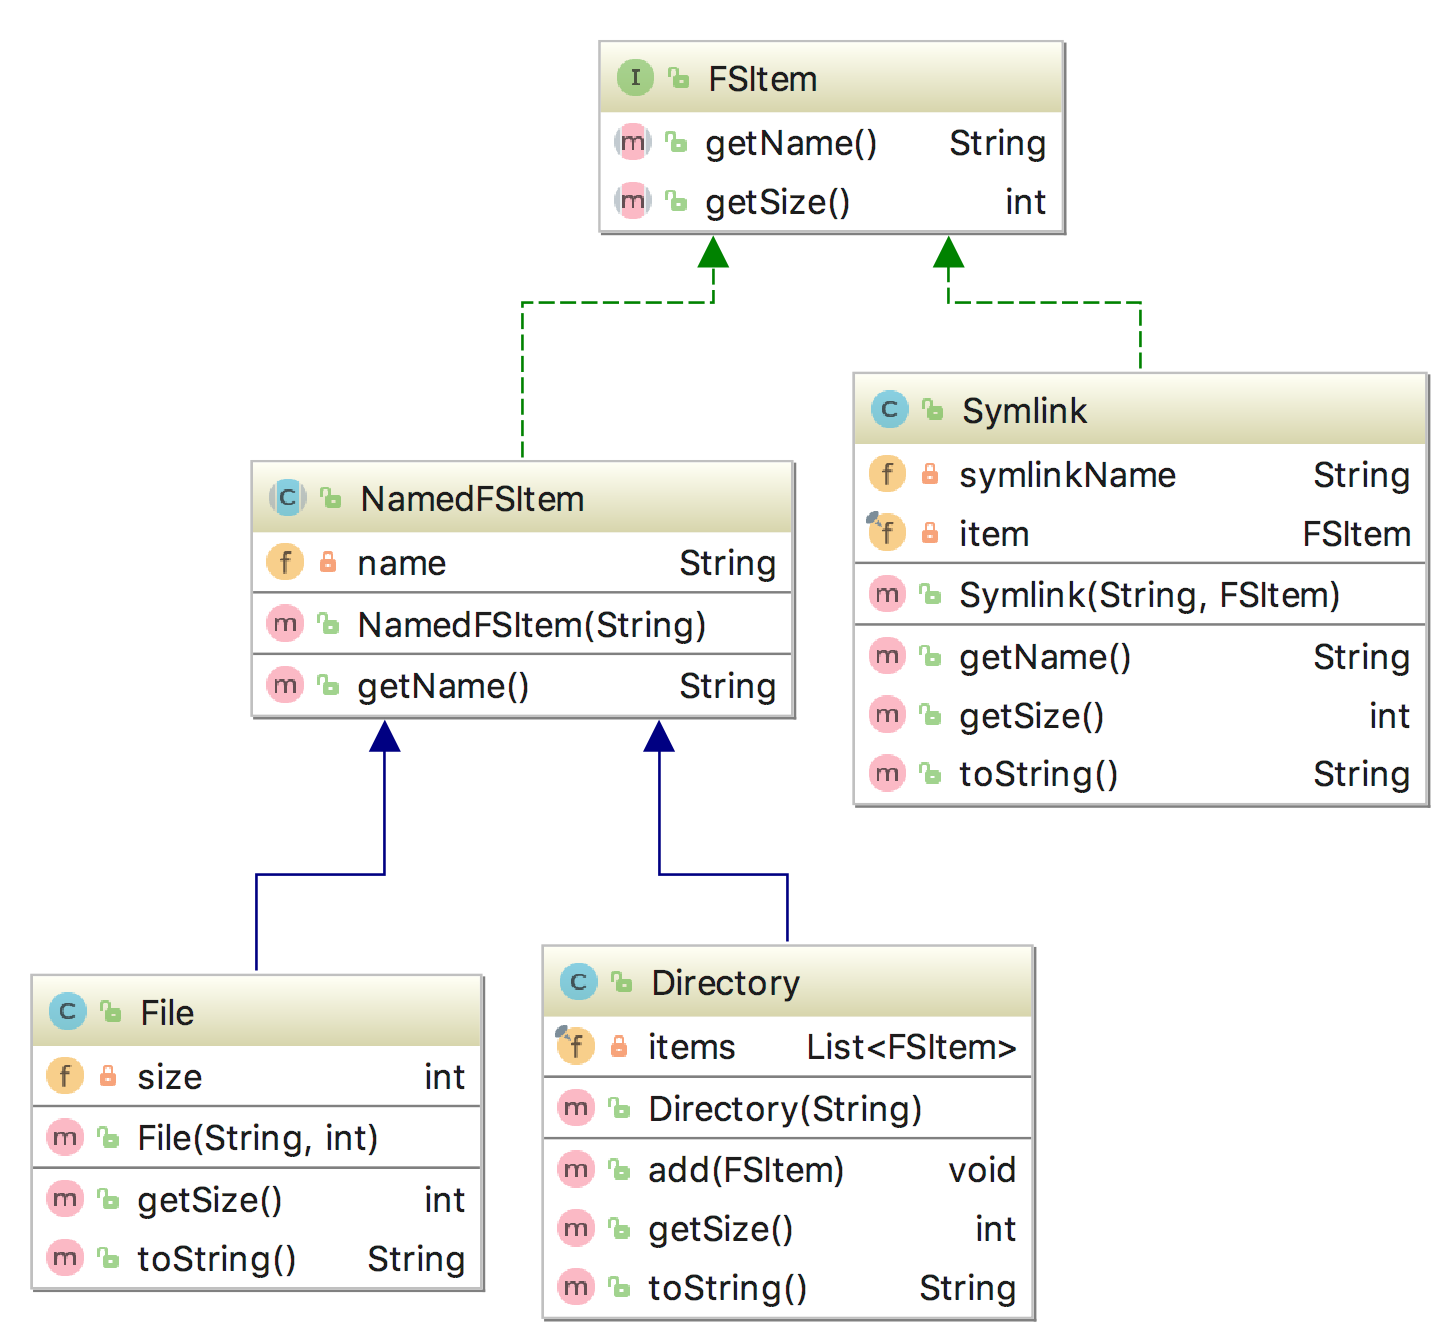 I FSItem
m getName() String
m getSize() int
C NamedFSItem
f name String
m NamedFSItem(String)
m getName() String
C Symlink
f symlinkName String
f item FSItem
m Symlink(String, FSItem)
m getName() String
m getSize() int
m toString() String
C File
f size int
m File(String, int)
m getSize() int
m toString() String
C Directory
f items List<FSItem>
m Directory(String)
m add(FSItem) void
m getSize() int
m toString() String